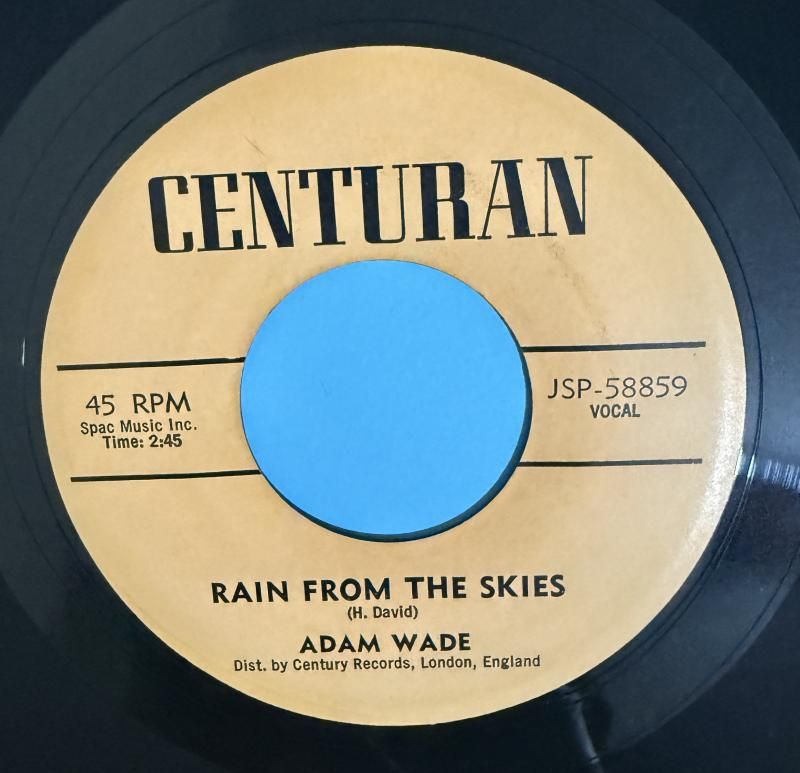 CENTURAN
45 RPM
Spac Music Inc.
Time: 2:45
JSP-58859
VOCAL
RAIN FROM THE SKIES
(H. David)
ADAM WADE
Dist. by Century Records, London, England